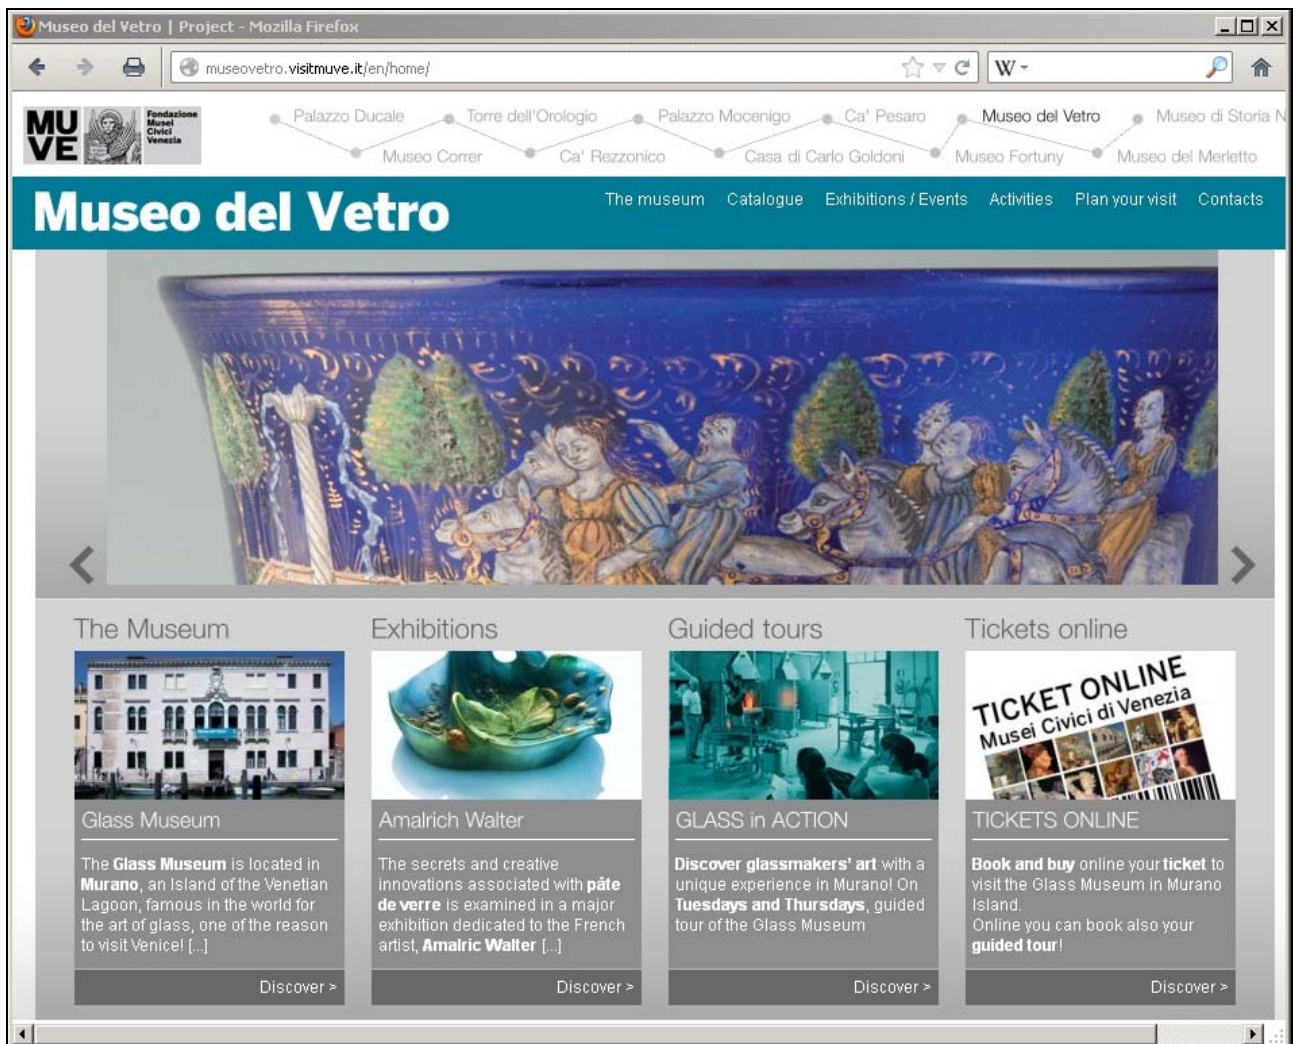 Museo del Vetro | Project - Mozilla Firefox
museovetro.visitmuve.it/en/home/
W
MU
VE
Fondazione
Musei
Civici
Venezia
Palazzo Ducale
Torre dell'Orologio
Palazzo Mocenigo
Ca' Pesaro
Museo del Vetro
Museo di Storia N
Museo Correr
Ca' Rezzonico
Casa di Carlo Goldoni
Museo Fortuny
Museo del Merletto
Museo del Vetro
The museum Catalogue Exhibitions / Events Activities Plan your visit Contacts
The Museum
Glass Museum
The Glass Museum is located in
Murano, an Island of the Venetian
Lagoon, famous in the world for
the art of glass, one of the reason
to visit Venice! [...]
Discover >
Exhibitions
Amalrich Walter
The secrets and creative
innovations associated with pâte
de verre is examined in a major
exhibition dedicated to the French
artist, Amalric Walter [...]
Discover >
Guided tours
GLASS in ACTION
Discover glassmakers' art with a
unique experience in Murano! On
Tuesdays and Thursdays, guided
tour of the Glass Museum
Discover >
Tickets online
TICKET ONLINE
Musei Civici di Venezia
TICKETS ONLINE
Book and buy online your ticket to
visit the Glass Museum in Murano
Island.
Online you can book also your
guided tour!
Discover >